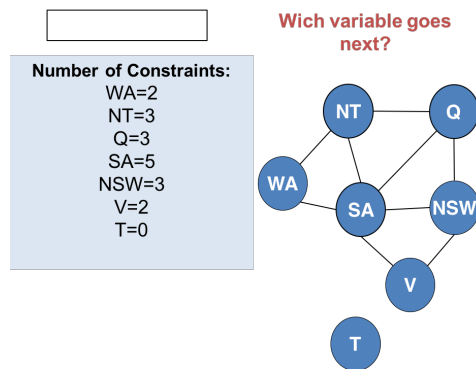 Wich variable goes
next?
Number of Constraints:
WA=2
NT=3
Q=3
SA=5
NSW=3
V=2
T=0
NT
Q
WA
SA
NSW
V
T